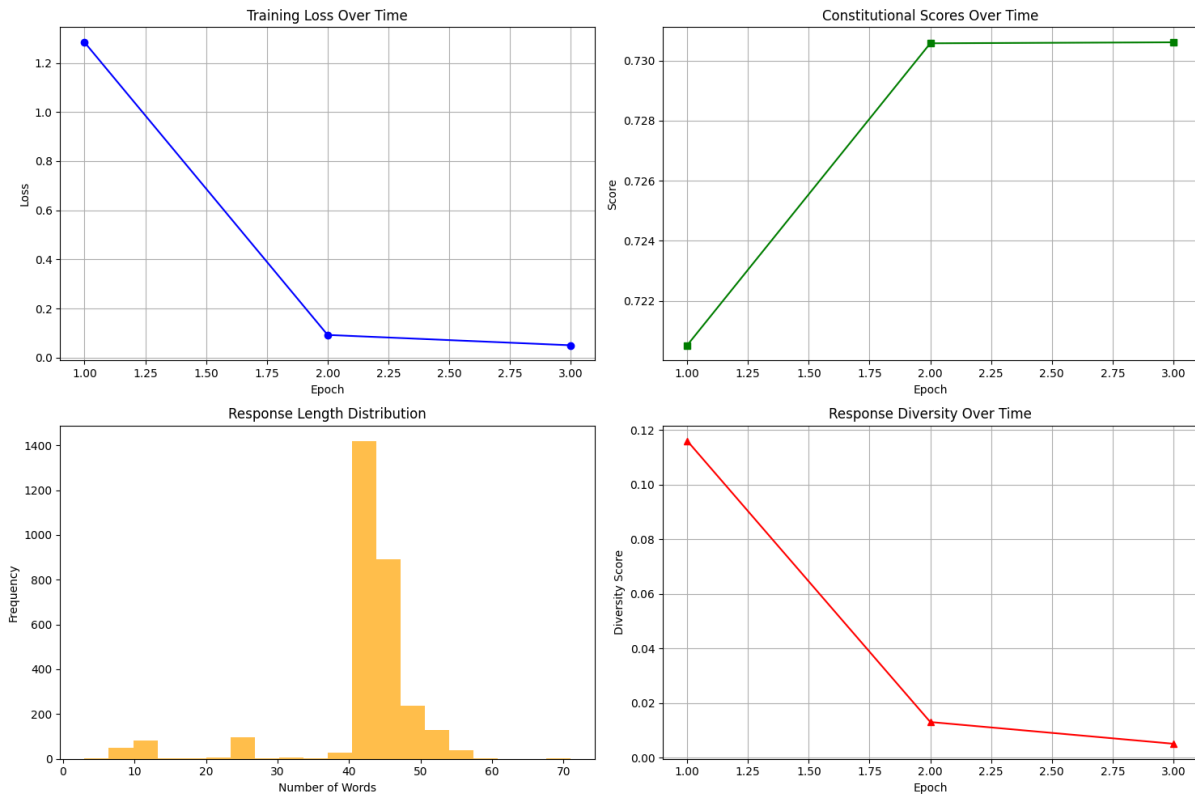 Training Loss Over Time
Loss
1.2
1.0
0.8
0.6
0.4
0.2
0.0
1.00 1.25 1.50 1.75 2.00 2.25 2.50 2.75 3.00
Epoch
Constitutional Scores Over Time
Score
0.730
0.728
0.726
0.724
0.722
1.00 1.25 1.50 1.75 2.00 2.25 2.50 2.75 3.00
Epoch
Response Length Distribution
Frequency
1400
1200
1000
800
600
400
200
0
0 10 20 30 40 50 60 70
Number of Words
Response Diversity Over Time
Diversity Score
0.12
0.10
0.08
0.06
0.04
0.02
0.00
1.00 1.25 1.50 1.75 2.00 2.25 2.50 2.75 3.00
Epoch